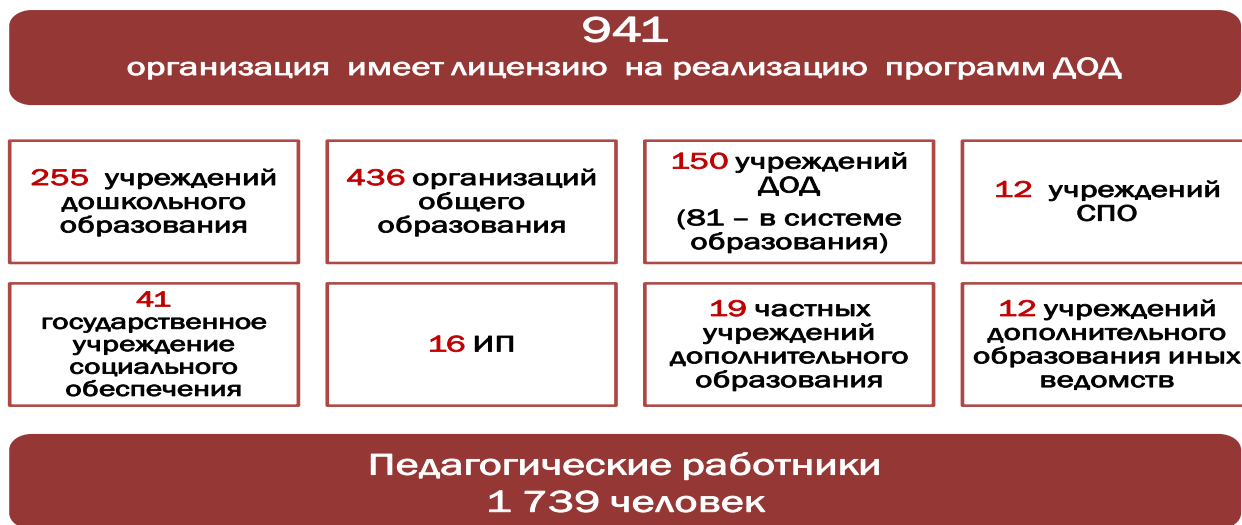 941
организация имеет лицензию на реализацию программ ДОД
255 учреждений
дошкольного
образования
436 организаций
общего
образования
150 учреждений
ДОД
(81 – в системе
образования)
12 учреждений
СПО
41
государственное
учреждение
социального
обеспечения
16 ИП
19 частных
учреждений
дополнительного
образования
12 учреждений
дополнительного
образования иных
ведомств
Педагогические работники
1 739 человек